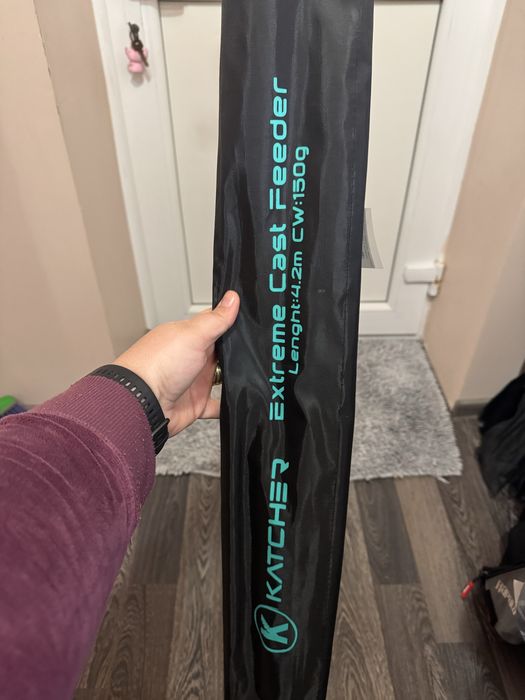 K KATCHER Extreme Cast Feeder
Lenght:4.2m CW:150g